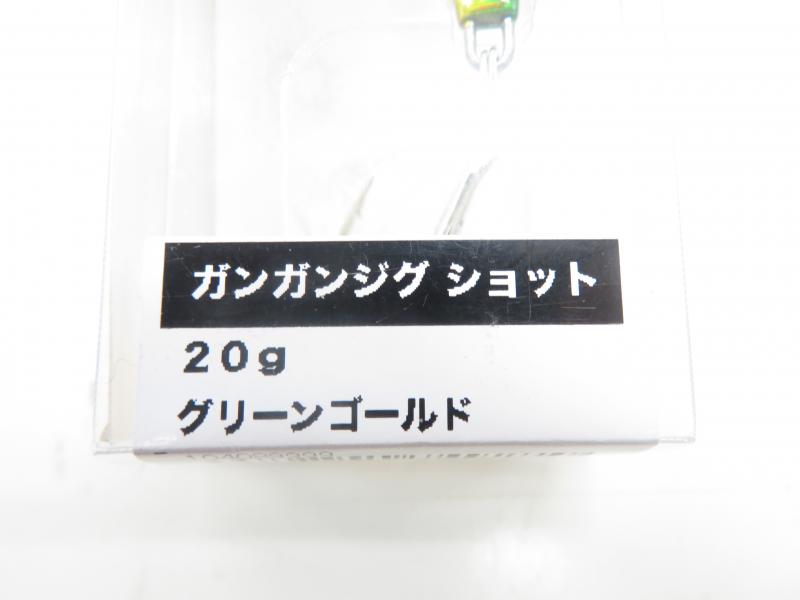 ガンガンジグ ショット
20g
グリーンゴールド